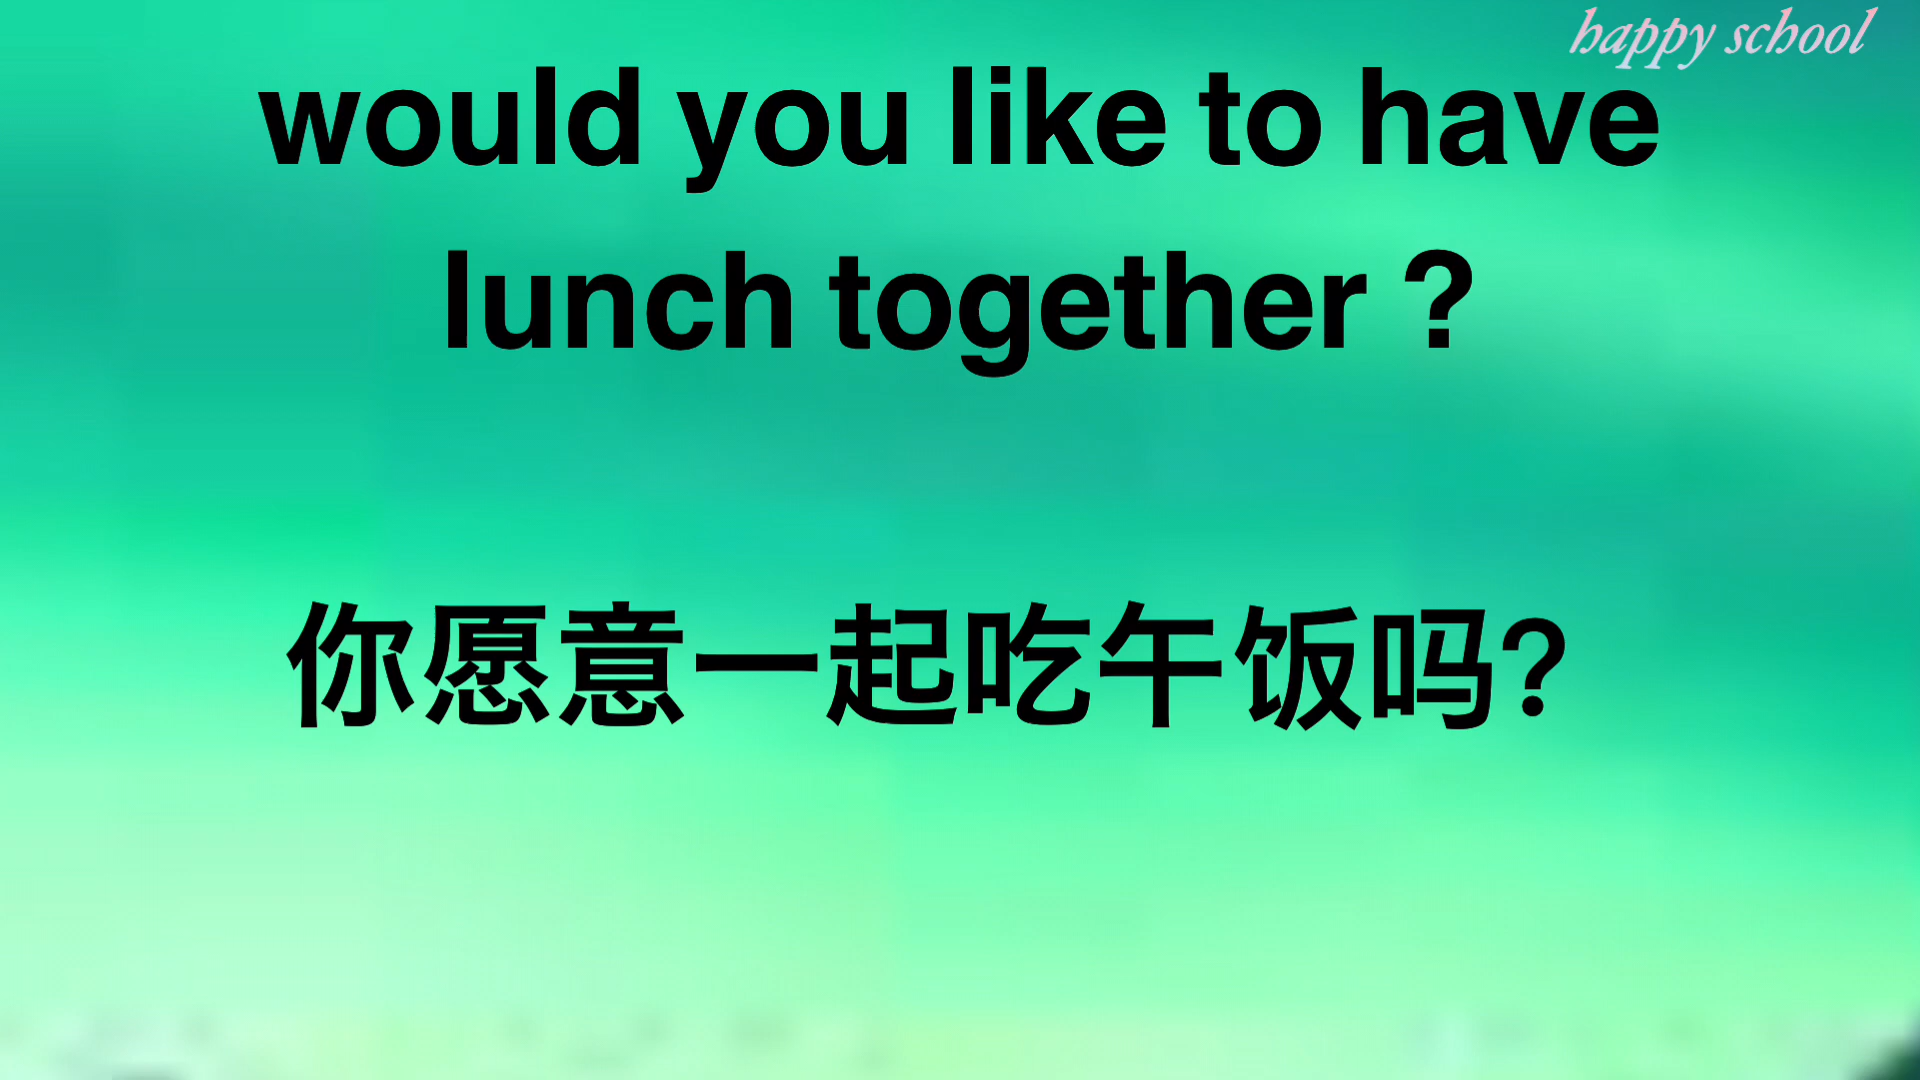 happy school
would you like to have
lunch together ?
你愿意一起吃午饭吗?